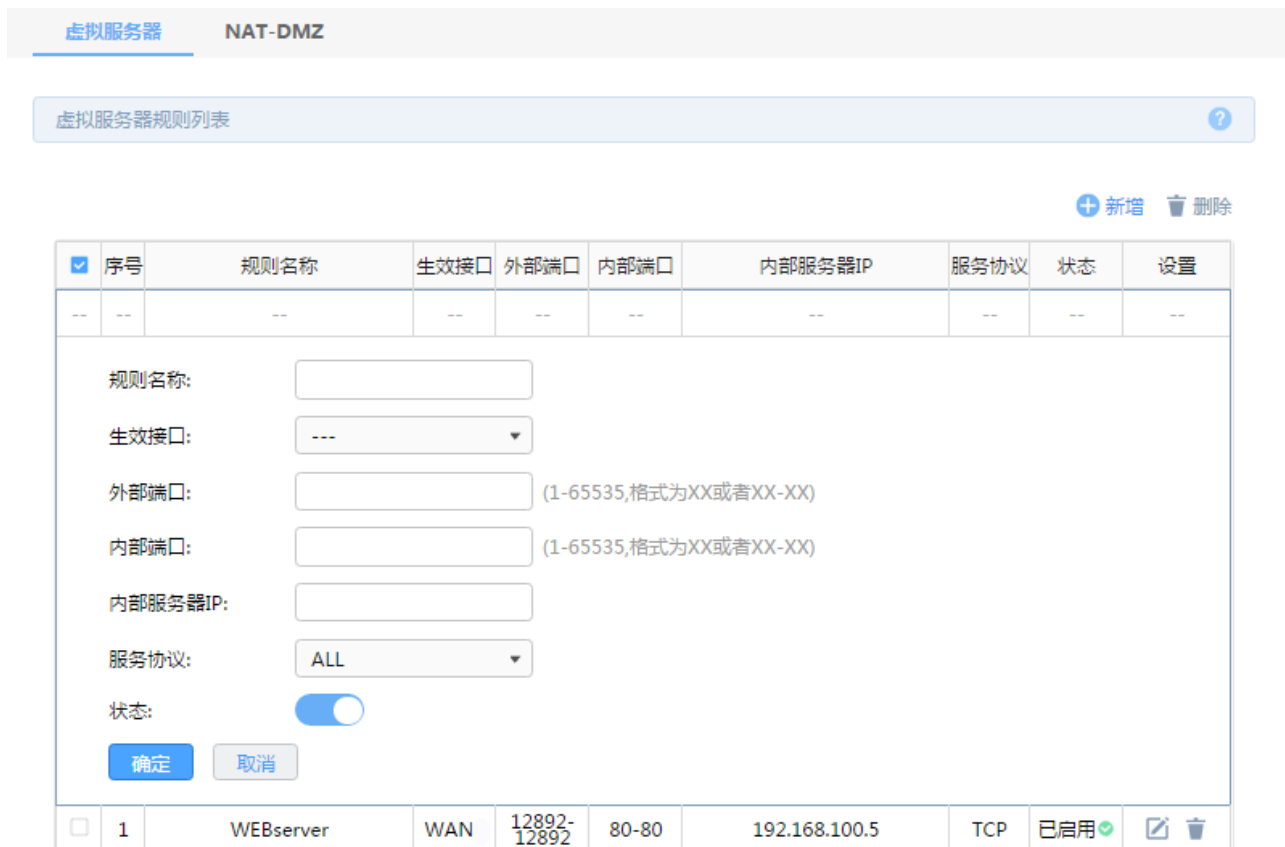 虚拟服务器 NAT-DMZ
虚拟服务器规则列表 ?
新增 删除
序号 规则名称 生效接口 外部端口 内部端口 内部服务器IP 服务协议 状态 设置
-- -- -- -- -- -- -- -- -- --
规则名称:
生效接口: ---
外部端口: (1-65535,格式为XX或者XX-XX)
内部端口: (1-65535,格式为XX或者XX-XX)
内部服务器IP:
服务协议: ALL
状态:
确定 取消
1 WEBserver WAN 12892-12892 80-80 192.168.100.5 TCP 已启用